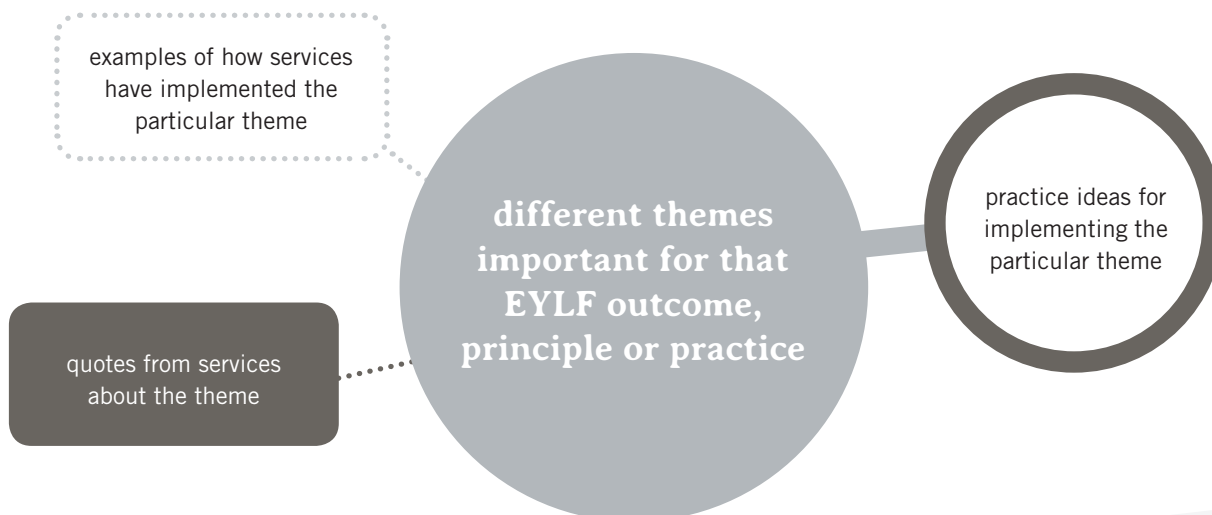 examples of how services
have implemented the
particular theme
different themes
important for that
EYLF outcome,
principle or practice
practice ideas for
implementing the
particular theme
quotes from services
about the theme